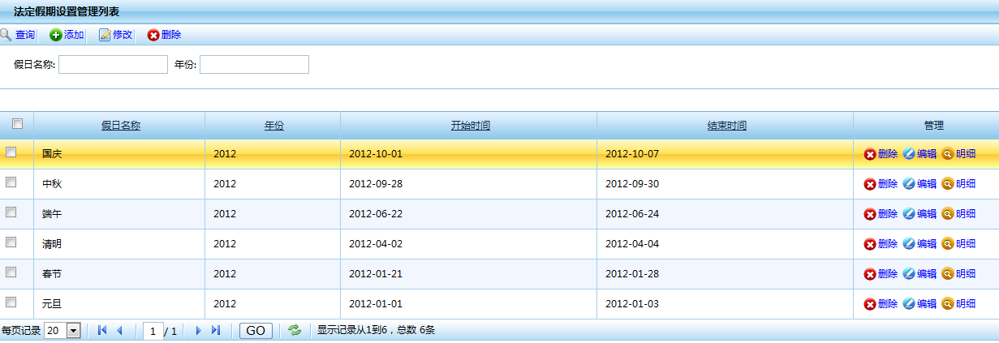 法定假期设置管理列表
查询 添加 修改 删除
假日名称: 年份:
假日名称 年份 开始时间 结束时间 管理
国庆 2012 2012-10-01 2012-10-07 删除 编辑 明细
中秋 2012 2012-09-28 2012-09-30 删除 编辑 明细
端午 2012 2012-06-22 2012-06-24 删除 编辑 明细
清明 2012 2012-04-02 2012-04-04 删除 编辑 明细
春节 2012 2012-01-21 2012-01-28 删除 编辑 明细
元旦 2012 2012-01-01 2012-01-03 删除 编辑 明细
每页记录 20 1 / 1 GO 显示记录从1到6，总数 6条